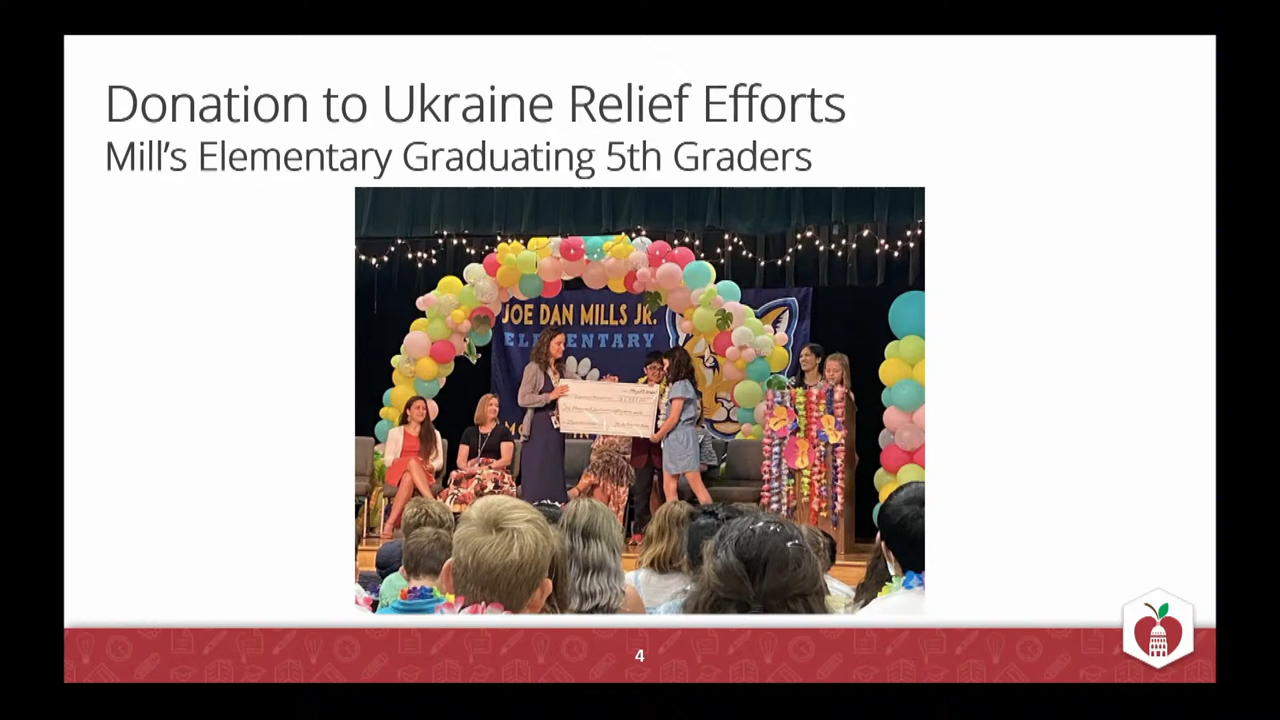 Donation to Ukraine Relief Efforts
Mill's Elementary Graduating 5th Graders
JOE DAN MILLS JR.
ELEMENTARY
4